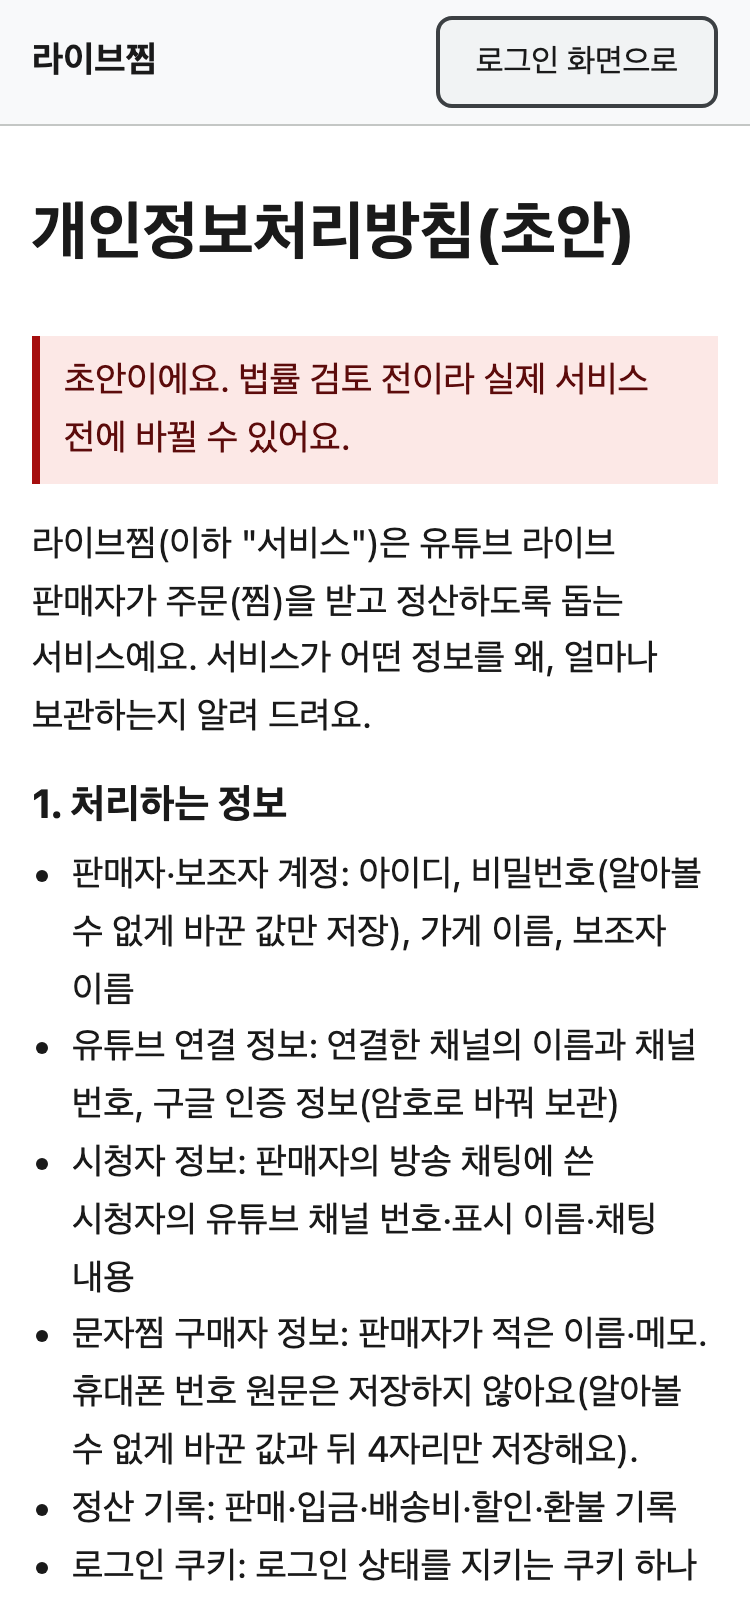 라이브찜
로그인 화면으로
개인정보처리방침(초안)
초안이에요. 법률 검토 전이라 실제 서비스
전에 바뀔 수 있어요.
라이브찜(이하 "서비스")은 유튜브 라이브
판매자가 주문(찜)을 받고 정산하도록 돕는
서비스예요. 서비스가 어떤 정보를 왜, 얼마나
보관하는지 알려 드려요.
1. 처리하는 정보
• 판매자·보조자 계정: 아이디, 비밀번호(알아볼
수 없게 바꾼 값만 저장), 가게 이름, 보조자
이름
• 유튜브 연결 정보: 연결한 채널의 이름과 채널
번호, 구글 인증 정보(암호로 바꿔 보관)
• 시청자 정보: 판매자의 방송 채팅에 쓴
시청자의 유튜브 채널 번호·표시 이름·채팅
내용
• 문자찜 구매자 정보: 판매자가 적은 이름·메모.
휴대폰 번호 원문은 저장하지 않아요(알아볼
수 없게 바꾼 값과 뒤 4자리만 저장해요).
• 정산 기록: 판매·입금·배송비·할인·환불 기록
• 로그인 쿠키: 로그인 상태를 지키는 쿠키 하나